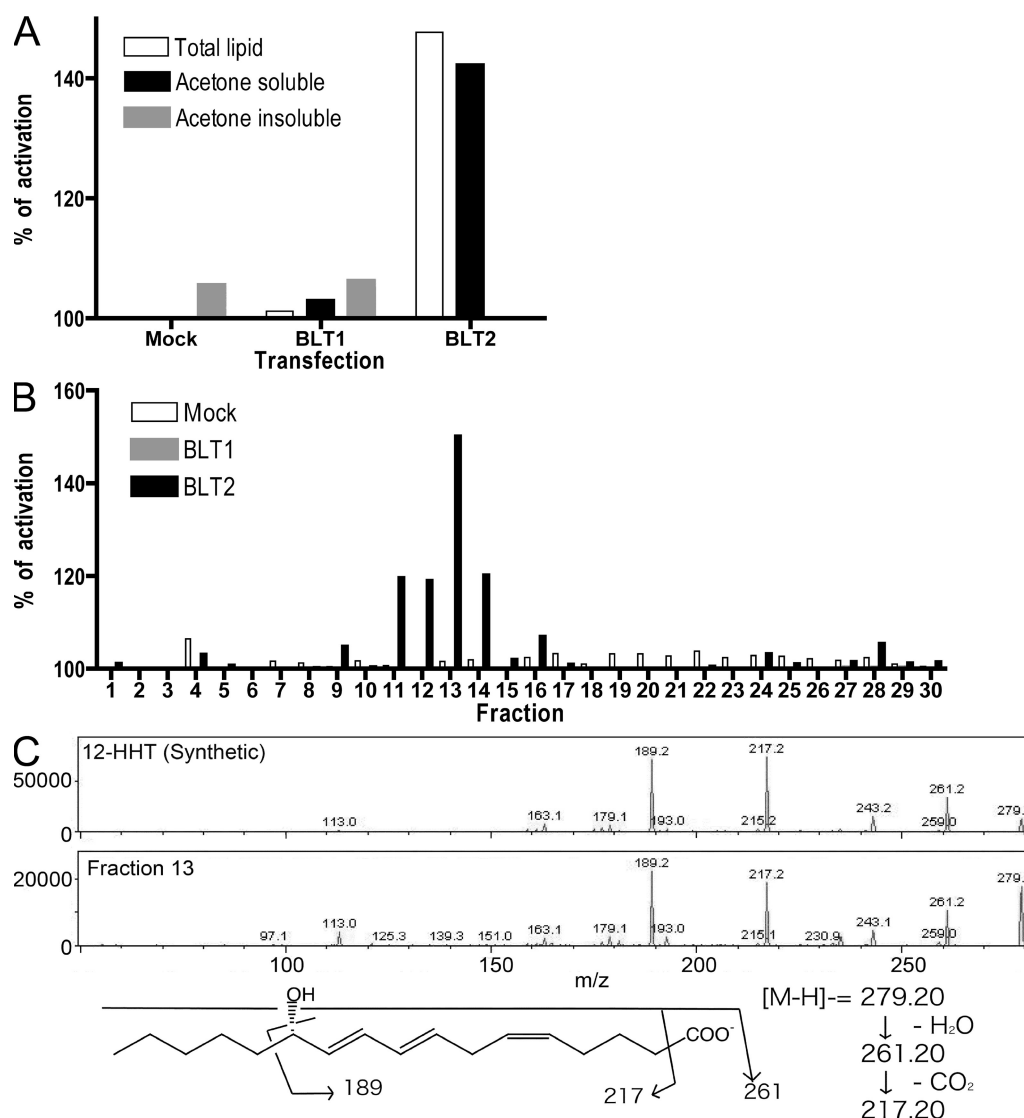 A
Total lipid
Acetone soluble
Acetone insoluble
% of activation
140
120
100
Mock BLT1 BLT2
Transfection
B
Mock
BLT1
BLT2
% of activation
160
140
120
100
1 2 3 4 5 6 7 8 9 10 11 12 13 14 15 16 17 18 19 20 21 22 23 24 25 26 27 28 29 30
Fraction
C
12-HHT (Synthetic)
50000
0
113.0 163.1 179.1 189.2 193.0 215.2 217.2 243.2 259.0 261.2 279.
Fraction 13
20000
0
97.1 113.0 125.3 139.3 151.0 163.1 179.1 189.2 193.0 215.1 217.2 230.9 243.1 259.0 261.2 279.
100 150 200 250
m/z
OH
COO-
189
217
261
[M-H]-= 279.20
↓ - H₂O
261.20
↓ - CO₂
217.20